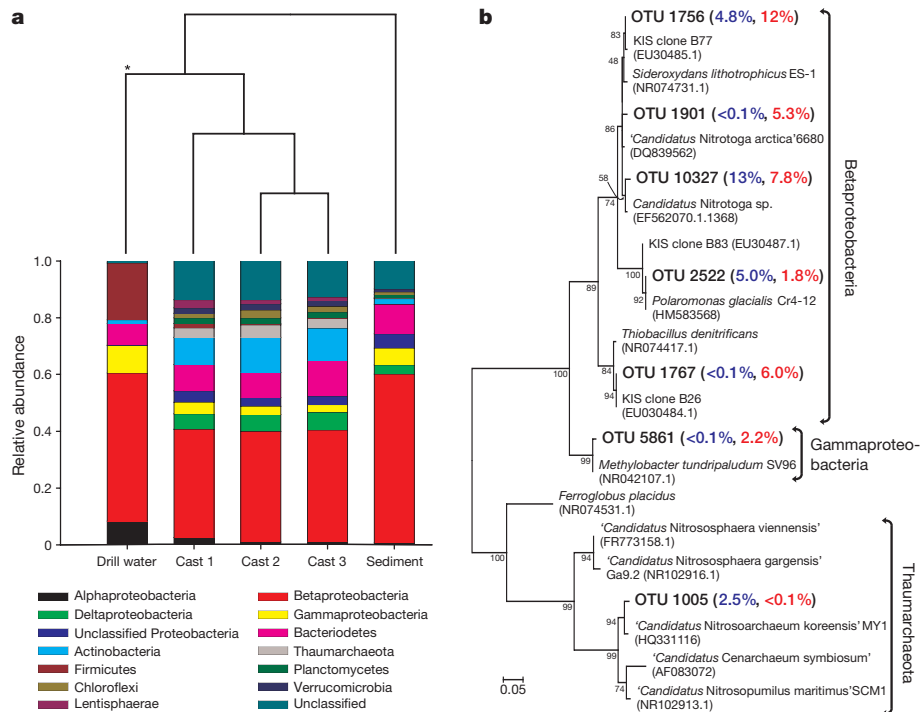 a
*
Relative abundance
1.0
0.8
0.6
0.4
0.2
0
Drill water Cast 1 Cast 2 Cast 3 Sediment
Alphaproteobacteria
Deltaproteobacteria
Unclassified Proteobacteria
Actinobacteria
Firmicutes
Chloroflexi
Lentisphaerae
Betaproteobacteria
Gammaproteobacteria
Bacteriodetes
Thaumarchaeota
Planctomycetes
Verrucomicrobia
Unclassified
b
OTU 1756 (4.8%, 12%)
83
KIS clone B77
(EU30485.1)
48
Sideroxydans lithotrophicus ES-1
(NR074731.1)
OTU 1901 (<0.1%, 5.3%)
86
'Candidatus Nitrotoga arctica'6680
(DQ839562)
58
OTU 10327 (13%, 7.8%)
74
Candidatus Nitrotoga sp.
(EF562070.1.1368)
KIS clone B83 (EU30487.1)
100
OTU 2522 (5.0%, 1.8%)
92
Polaromonas glacialis Cr4-12
(HM583568)
89
Thiobacillus denitrificans
(NR074417.1)
84
OTU 1767 (<0.1%, 6.0%)
94
KIS clone B26
(EU030484.1)
100
OTU 5861 (<0.1%, 2.2%)
99
Methylobacter tundripaludum SV96
(NR042107.1)
Ferroglobus placidus
(NR074531.1)
100
'Candidatus Nitrososphaera viennensis'
(FR773158.1)
94
'Candidatus Nitrososphaera gargensis'
Ga9.2 (NR102916.1)
99
OTU 1005 (2.5%, <0.1%)
94
'Candidatus Nitrosoarchaeum koreensis' MY1
(HQ331116)
99
'Candidatus Cenarchaeum symbiosum'
(AF083072)
74
'Candidatus Nitrosopumilus maritimus'SCM1
(NR102913.1)
0.05
Betaproteobacteria
Gammaproteo-
bacteria
Thaumarchaeota